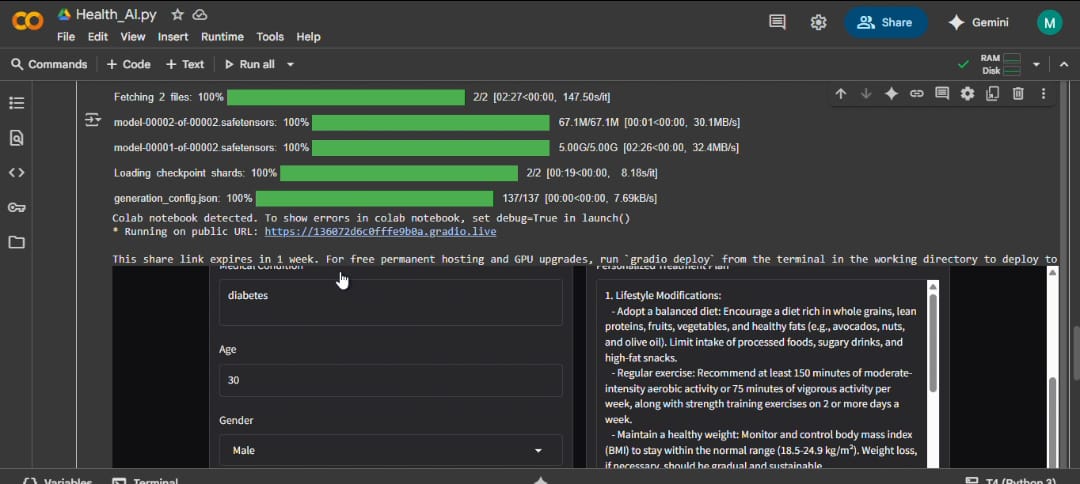 Health_AI.py
File Edit View Insert Runtime Tools Help
Share
Gemini
M
Commands + Code + Text Run all
RAM
Disk
Fetching 2 files: 100% 2/2 [02:27<00:00, 147.50s/it]
model-00002-of-00002.safetensors: 100% 67.1M/67.1M [00:01<00:00, 30.1MB/s]
model-00001-of-00002.safetensors: 100% 5.00G/5.00G [02:26<00:00, 32.4MB/s]
Loading checkpoint shards: 100% 2/2 [00:19<00:00, 8.18s/it]
generation_config.json: 100% 137/137 [00:00<00:00, 7.69kB/s]
Colab notebook detected. To show errors in colab notebook, set debug=True in launch()
* Running on public URL: https://136072d6c0fffe9b0a.gradio.live
This share link expires in 1 week. For free permanent hosting and GPU upgrades, run `gradio deploy` from the terminal in the working directory to deploy to
Medical Condition
diabetes
Age
30
Gender
Male
Personalized Treatment Plan
1. Lifestyle Modifications:
- Adopt a balanced diet: Encourage a diet rich in whole grains, lean
proteins, fruits, vegetables, and healthy fats (e.g., avocados, nuts,
and olive oil). Limit intake of processed foods, sugary drinks, and
high-fat snacks.
- Regular exercise: Recommend at least 150 minutes of moderate-
intensity aerobic activity or 75 minutes of vigorous activity per
week, along with strength training exercises on 2 or more days a
week.
- Maintain a healthy weight: Monitor and control body mass index
(BMI) to stay within the normal range (18.5-24.9 kg/m²). Weight loss,
if necessary, should be gradual and sustainable.
Variables Terminal
T4 (Python 3)